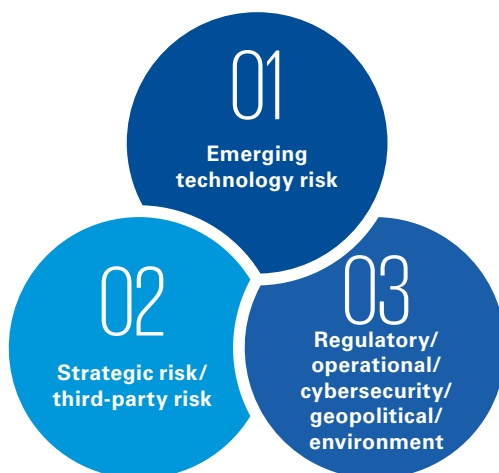 01
Emerging
technology risk
02
Strategic risk/
third-party risk
03
Regulatory/
operational/
cybersecurity/
geopolitical/
environment